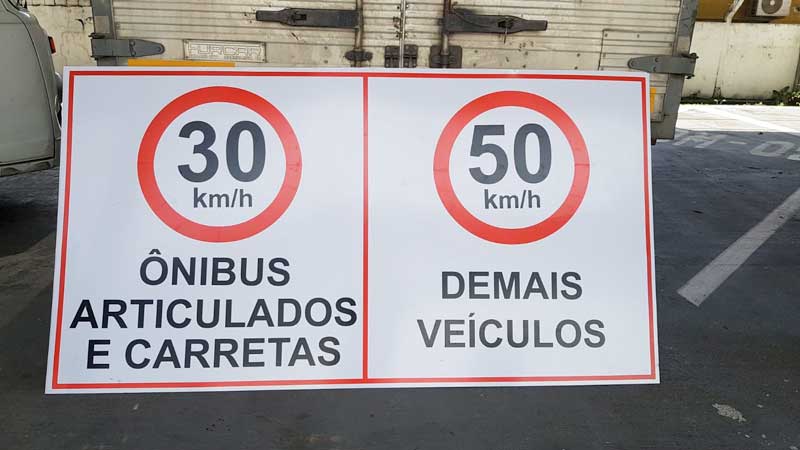 30
km/h
ÔNIBUS
ARTICULADOS
E CARRETAS
50
km/h
DEMAIS
VEÍCULOS